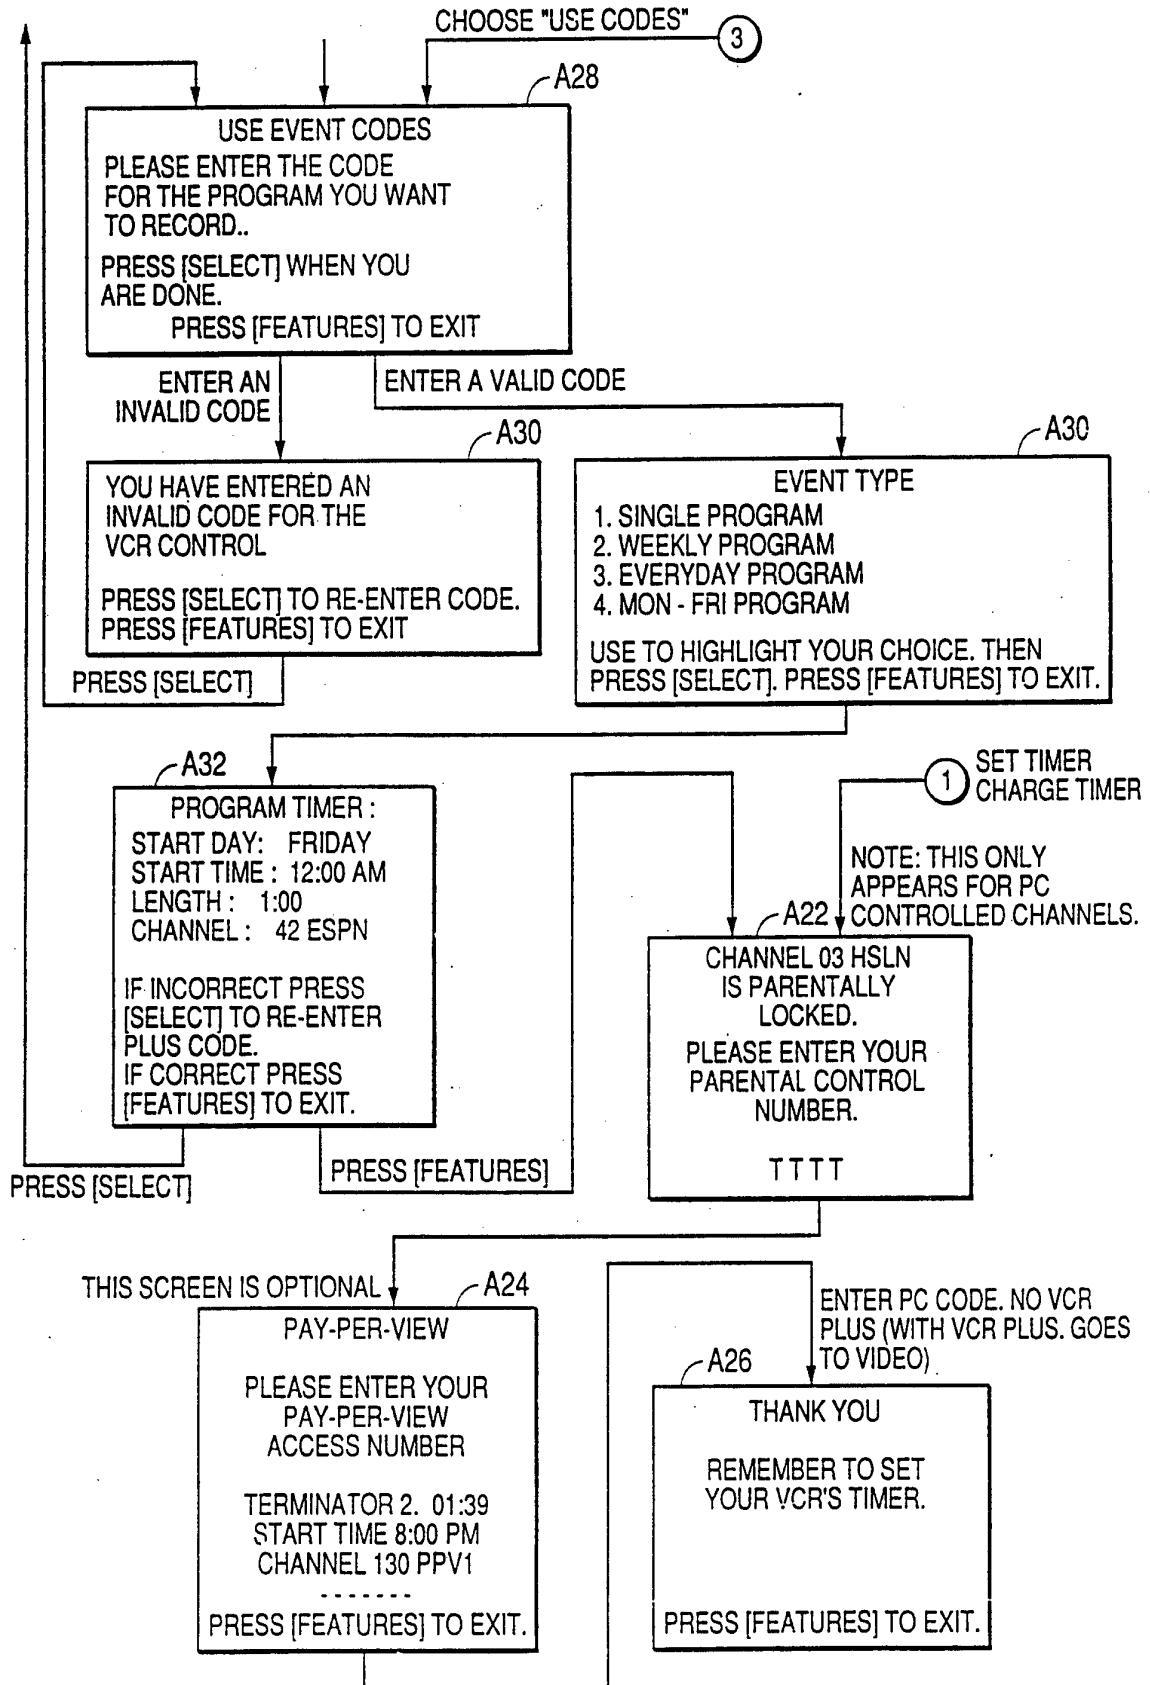 CHOOSE "USE CODES"
3
A28
USE EVENT CODES
PLEASE ENTER THE CODE
FOR THE PROGRAM YOU WANT
TO RECORD..
PRESS [SELECT] WHEN YOU
ARE DONE.
PRESS [FEATURES] TO EXIT
ENTER AN
INVALID CODE
ENTER A VALID CODE
A30
YOU HAVE ENTERED AN
INVALID CODE FOR THE
VCR CONTROL
PRESS [SELECT] TO RE-ENTER CODE.
PRESS [FEATURES] TO EXIT
PRESS [SELECT]
A30
EVENT TYPE
1. SINGLE PROGRAM
2. WEEKLY PROGRAM
3. EVERYDAY PROGRAM
4. MON - FRI PROGRAM
USE TO HIGHLIGHT YOUR CHOICE. THEN
PRESS [SELECT]. PRESS [FEATURES] TO EXIT.
A32
PROGRAM TIMER :
START DAY: FRIDAY
START TIME : 12:00 AM
LENGTH : 1:00
CHANNEL : 42 ESPN
IF INCORRECT PRESS
[SELECT] TO RE-ENTER
PLUS CODE.
IF CORRECT PRESS
[FEATURES] TO EXIT.
PRESS [SELECT]
PRESS [FEATURES]
1
SET TIMER
CHARGE TIMER
NOTE: THIS ONLY
APPEARS FOR PC
CONTROLLED CHANNELS.
A22
CHANNEL 03 HSLN
IS PARENTALLY
LOCKED.
PLEASE ENTER YOUR
PARENTAL CONTROL
NUMBER.
T T T T
THIS SCREEN IS OPTIONAL
A24
PAY-PER-VIEW
PLEASE ENTER YOUR
PAY-PER-VIEW
ACCESS NUMBER
TERMINATOR 2. 01:39
START TIME 8:00 PM
CHANNEL 130 PPV1
- - - - - - -
PRESS [FEATURES] TO EXIT.
ENTER PC CODE. NO VCR
PLUS (WITH VCR PLUS. GOES
TO VIDEO)
A26
THANK YOU
REMEMBER TO SET
YOUR VCR'S TIMER.
PRESS [FEATURES] TO EXIT.